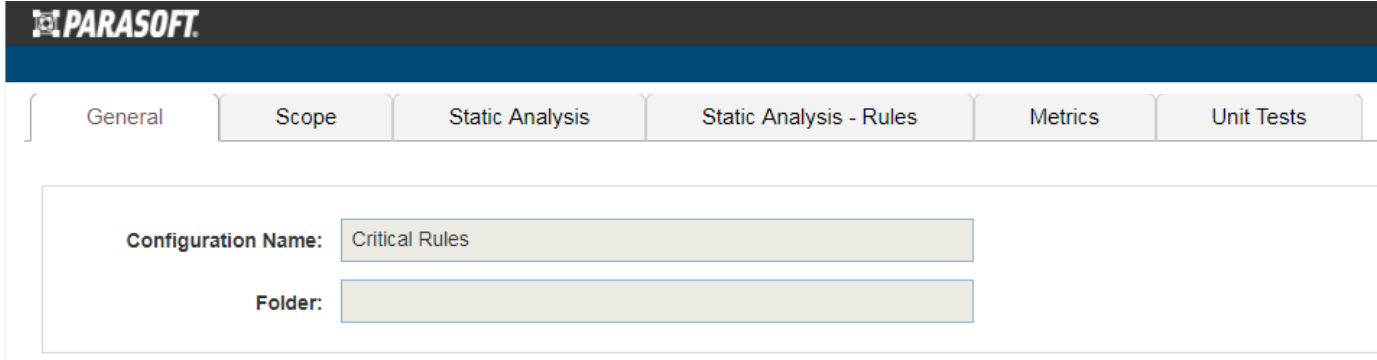 PARASOFT.
General Scope Static Analysis Static Analysis - Rules Metrics Unit Tests
Configuration Name: Critical Rules
Folder: